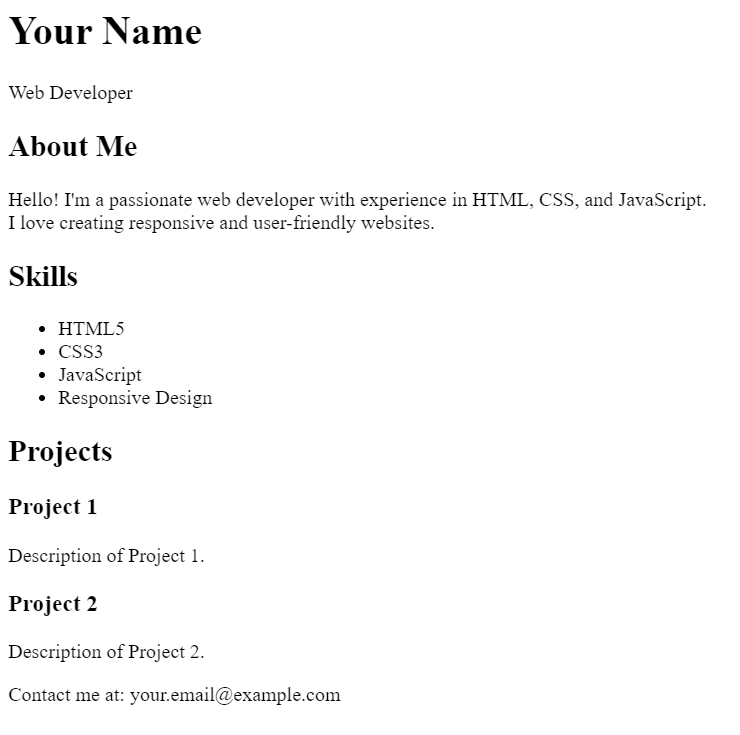 Your Name
Web Developer
About Me
Hello! I'm a passionate web developer with experience in HTML, CSS, and JavaScript.
I love creating responsive and user-friendly websites.
Skills
• HTML5
• CSS3
• JavaScript
• Responsive Design
Projects
Project 1
Description of Project 1.
Project 2
Description of Project 2.
Contact me at: your.email@example.com